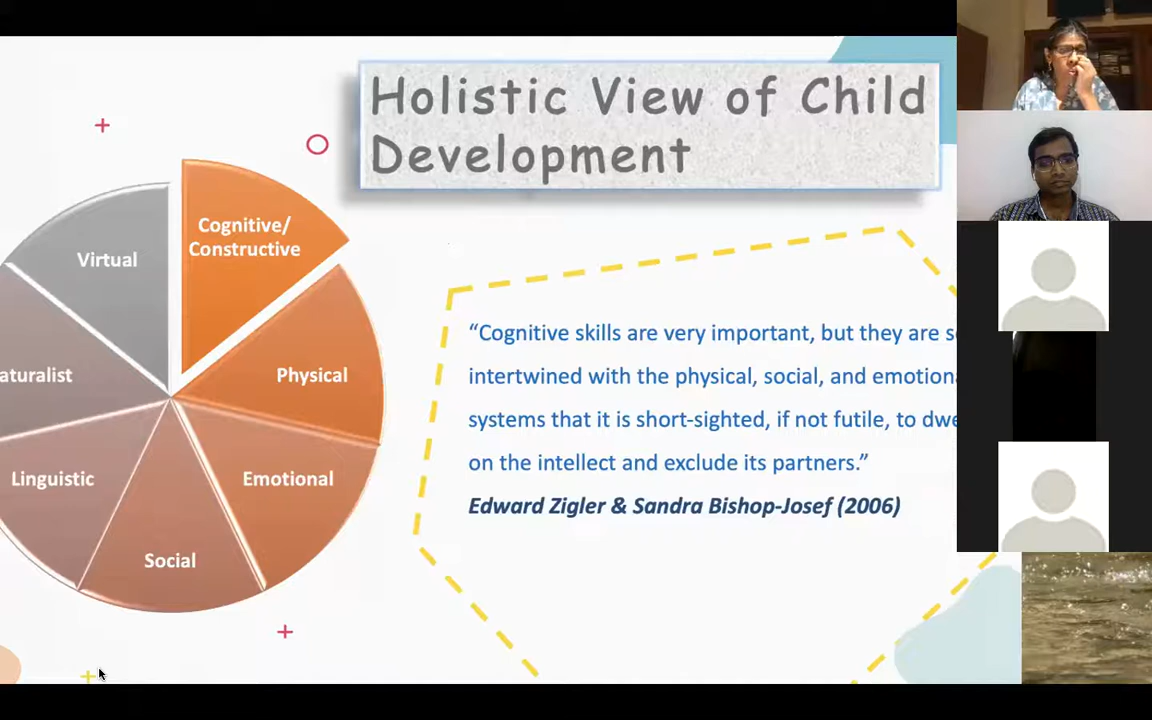 Holistic View of Child
Development
Cognitive/
Constructive
Virtual
Physical
Emotional
Social
Linguistic
aturalist
“Cognitive skills are very important, but they are s
intertwined with the physical, social, and emotiona
systems that it is short-sighted, if not futile, to dwe
on the intellect and exclude its partners.”
Edward Zigler & Sandra Bishop-Josef (2006)